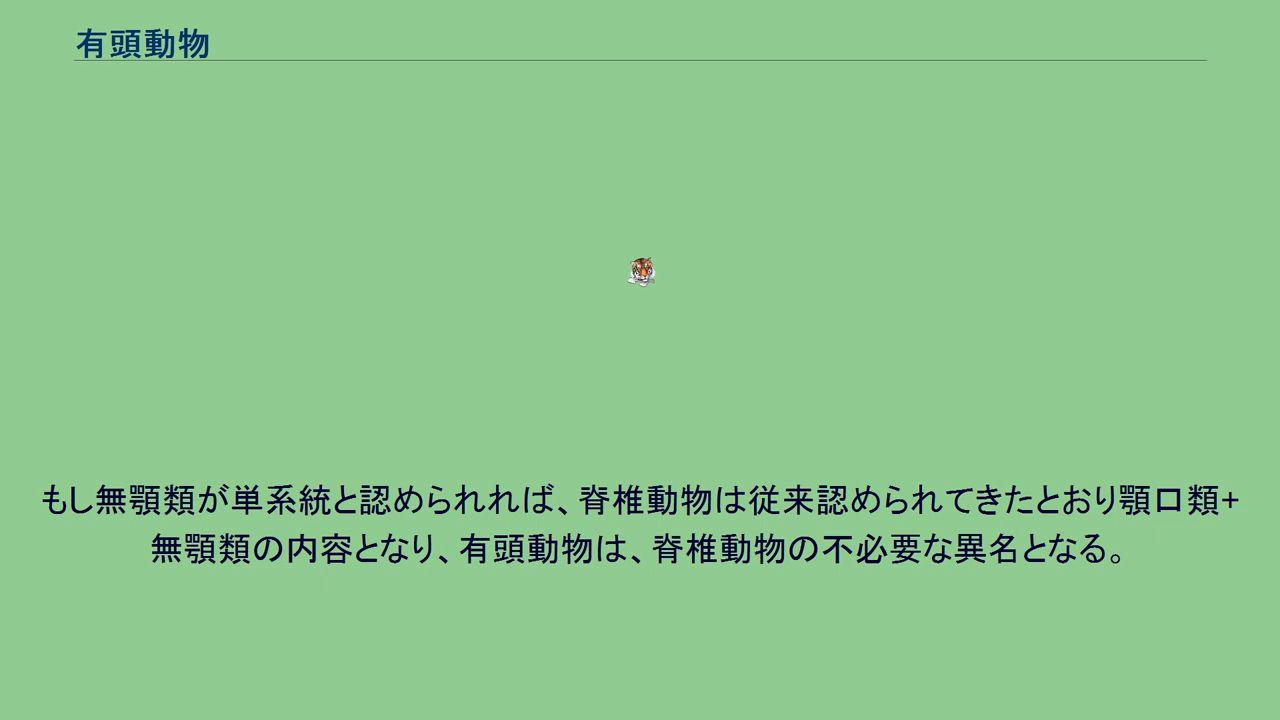 有頭動物
もし無顎類が単系統と認められれば、脊椎動物は従来認められてきたとおり顎口類+
無顎類の内容となり、有頭動物は、脊椎動物の不必要な異名となる。